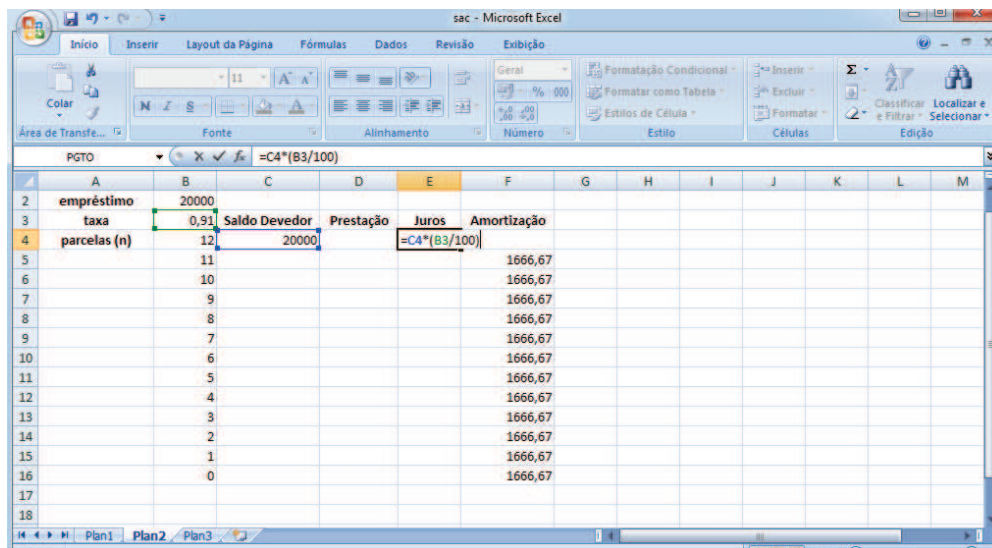 sac - Microsoft Excel
Início Inserir Layout da Página Fórmulas Dados Revisão Exibição
Colar
Área de Transfe...
11 A A
N I S A
Fonte
Alinhamento
Geral
% 000
Número
Formatação Condicional
Formatar como Tabela
Estilos de Célula
Estilo
Inserir
Excluir
Formatar
Células
Σ
Classificar e Filtrar
Localizar e Selecionar
Edição
PGTO fx =C4*(B3/100)
A B C D E F G H I J K L M
2 empréstimo 20000
3 taxa 0,91 Saldo Devedor Prestação Juros Amortização
4 parcelas (n) 12 20000 =C4*(B3/100)
5 11 1666,67
6 10 1666,67
7 9 1666,67
8 8 1666,67
9 7 1666,67
10 6 1666,67
11 5 1666,67
12 4 1666,67
13 3 1666,67
14 2 1666,67
15 1 1666,67
16 0 1666,67
17
18
Plan1 Plan2 Plan3